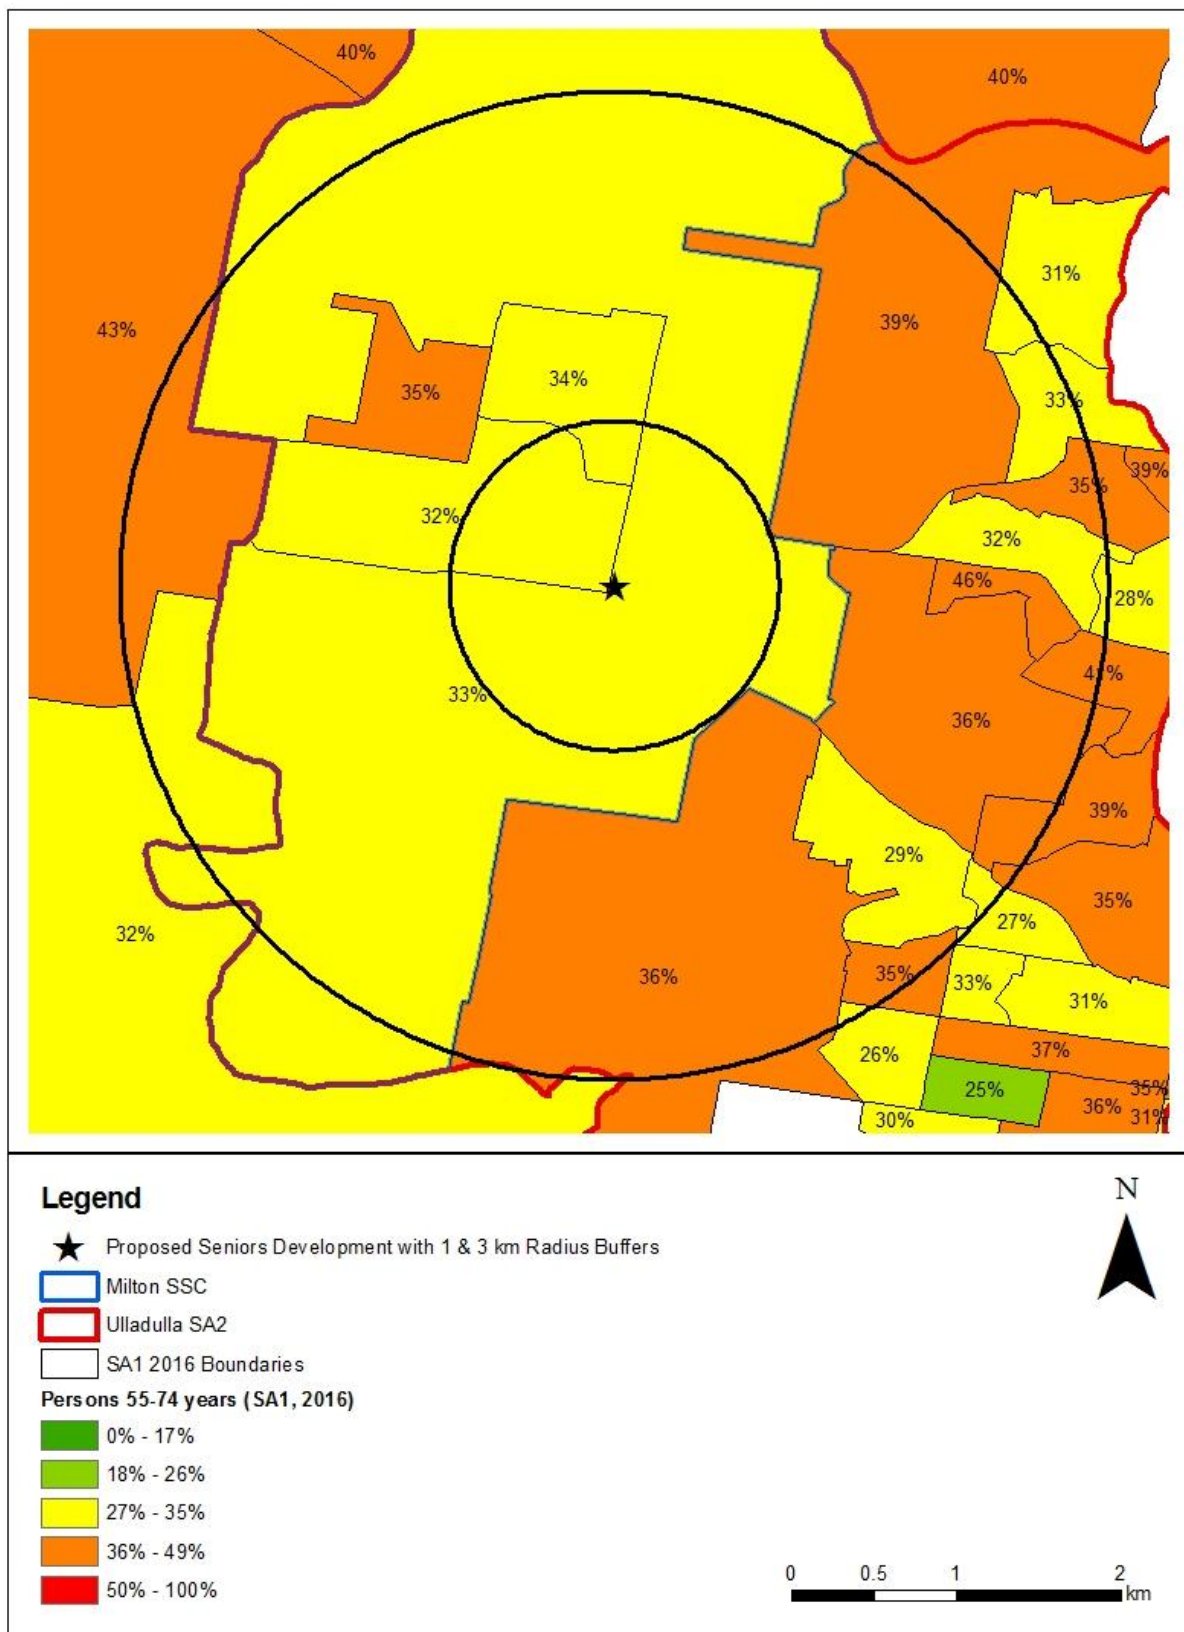 40%
40%
31%
43%
39%
34%
35%
33%
39%
35%
32%
32%
46%
28%
33%
36%
39%
29%
35%
27%
32%
36%
35%
33%
31%
37%
26%
25%
35%
36%
31%
30%
Legend
N
Proposed Seniors Development with 1 & 3 km Radius Buffers
Milton SSC
Ulladulla SA2
SA1 2016 Boundaries
Persons 55-74 years (SA1, 2016)
0% - 17%
18% - 26%
27% - 35%
36% - 49%
50% - 100%
0 0.5 1 2
km